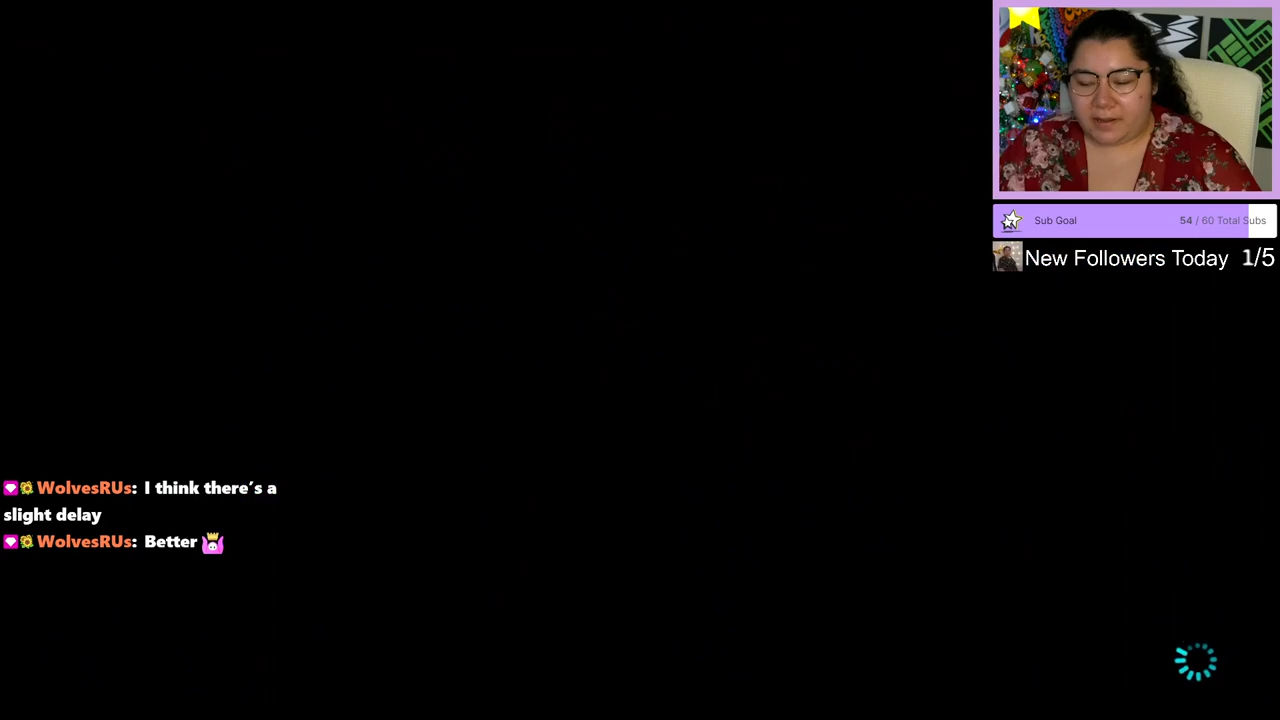 Sub Goal 54 / 60 Total Subs
New Followers Today 1/5
WolvesRUs: I think there's a
slight delay
WolvesRUs: Better